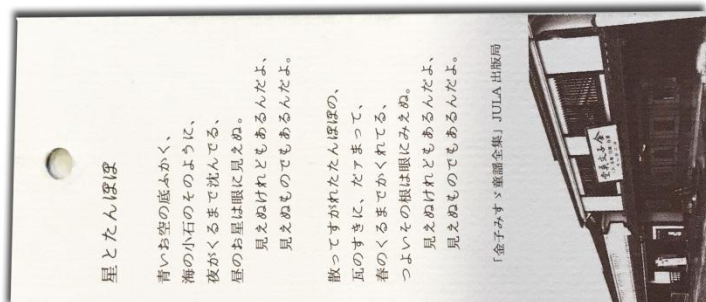 星とたんぽぽ
青いお空の底ふかく、
海の小石のそのように、
夜がくるまで沈んでる、
昼のお星は眼に見えぬ。
見えぬけれどもあるんだよ、
見えぬものでもあるんだよ。
散ってすがれたたんぽぽの、
瓦のすきに、だァまって、
春のくるまでかくれてる、
つよいその根は眼にみえぬ。
見えぬけれどもあるんだよ、
見えぬものでもあるんだよ。
「金子みすゞ童謡全集」JULA 出版局
金子文英堂